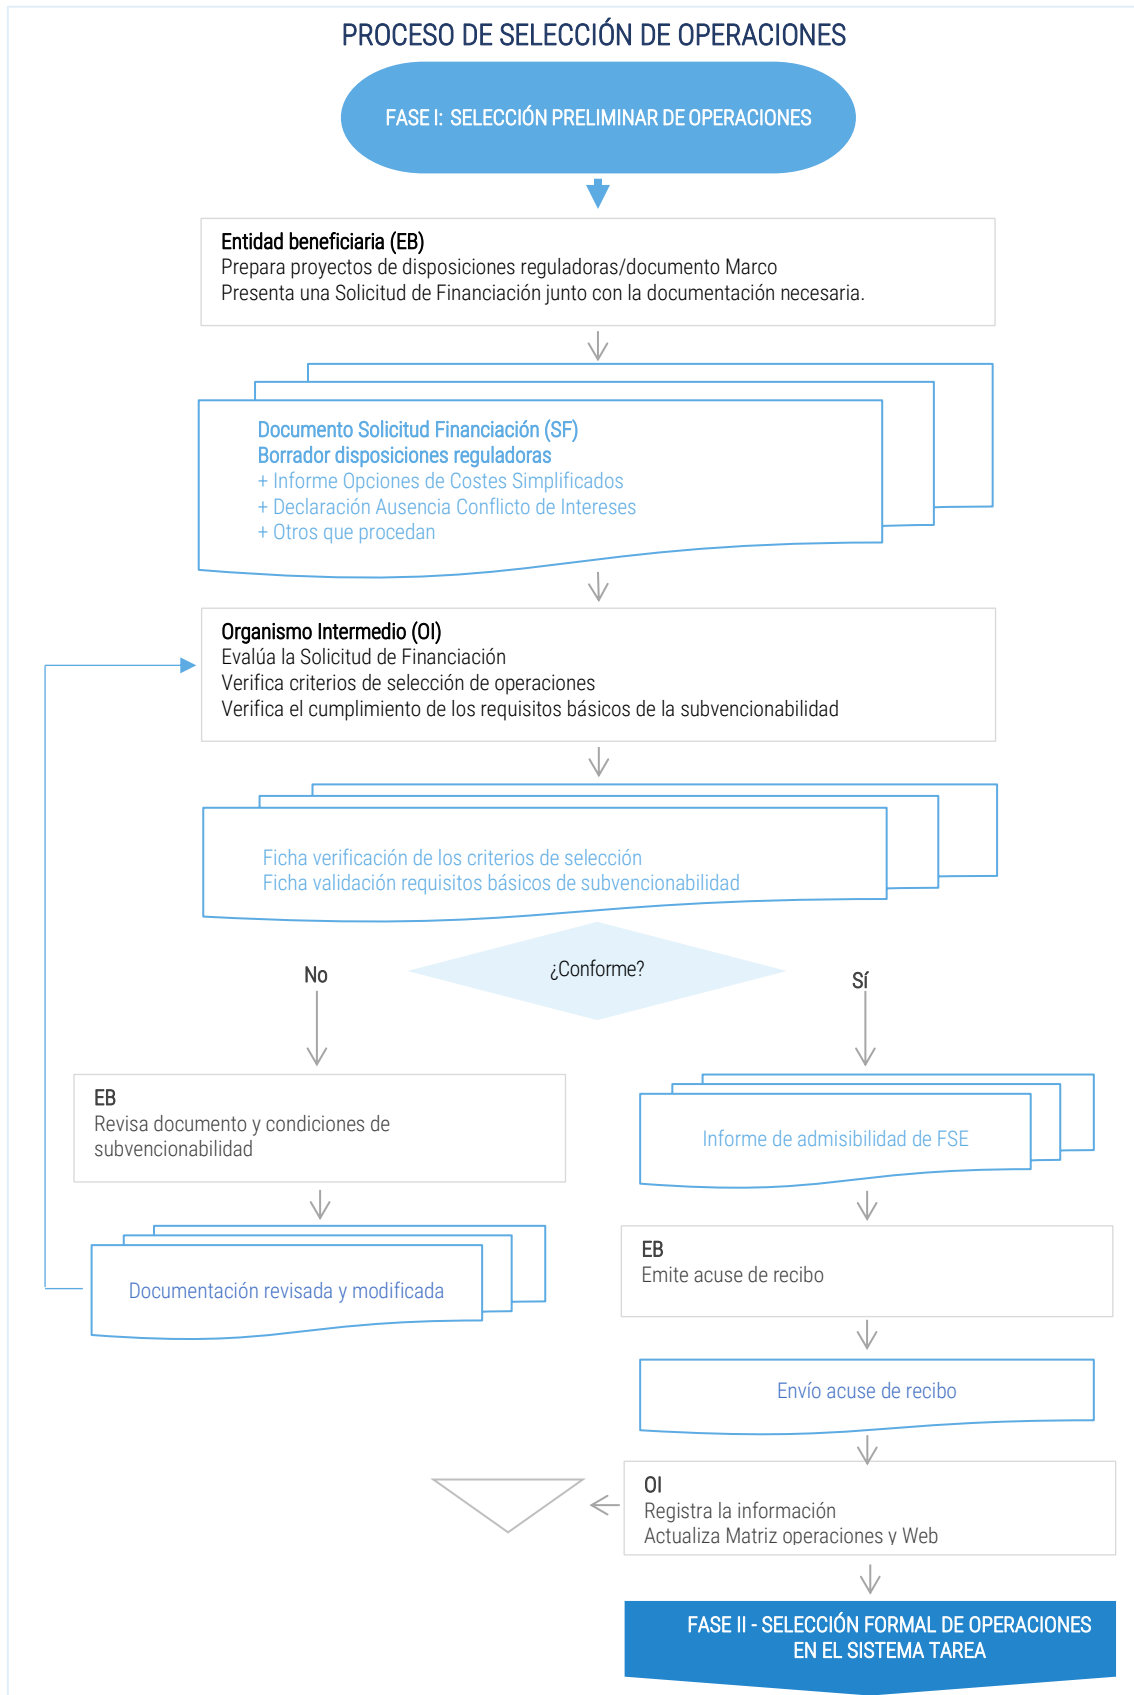 PROCESO DE SELECCIÓN DE OPERACIONES
FASE I: SELECCIÓN PRELIMINAR DE OPERACIONES
Entidad beneficiaria (EB)
Prepara proyectos de disposiciones reguladoras/documento Marco
Presenta una Solicitud de Financiación junto con la documentación necesaria.
Documento Solicitud Financiación (SF)
Borrador disposiciones reguladoras
+ Informe Opciones de Costes Simplificados
+ Declaración Ausencia Conflicto de Intereses
+ Otros que procedan
Organismo Intermedio (OI)
Evalúa la Solicitud de Financiación
Verifica criterios de selección de operaciones
Verifica el cumplimiento de los requisitos básicos de la subvencionabilidad
Ficha verificación de los criterios de selección
Ficha validación requisitos básicos de subvencionabilidad
¿Conforme?
No
Sí
EB
Revisa documento y condiciones de
subvencionabilidad
Documentación revisada y modificada
Informe de admisibilidad de FSE
EB
Emite acuse de recibo
Envío acuse de recibo
OI
Registra la información
Actualiza Matriz operaciones y Web
FASE II - SELECCIÓN FORMAL DE OPERACIONES
EN EL SISTEMA TAREA